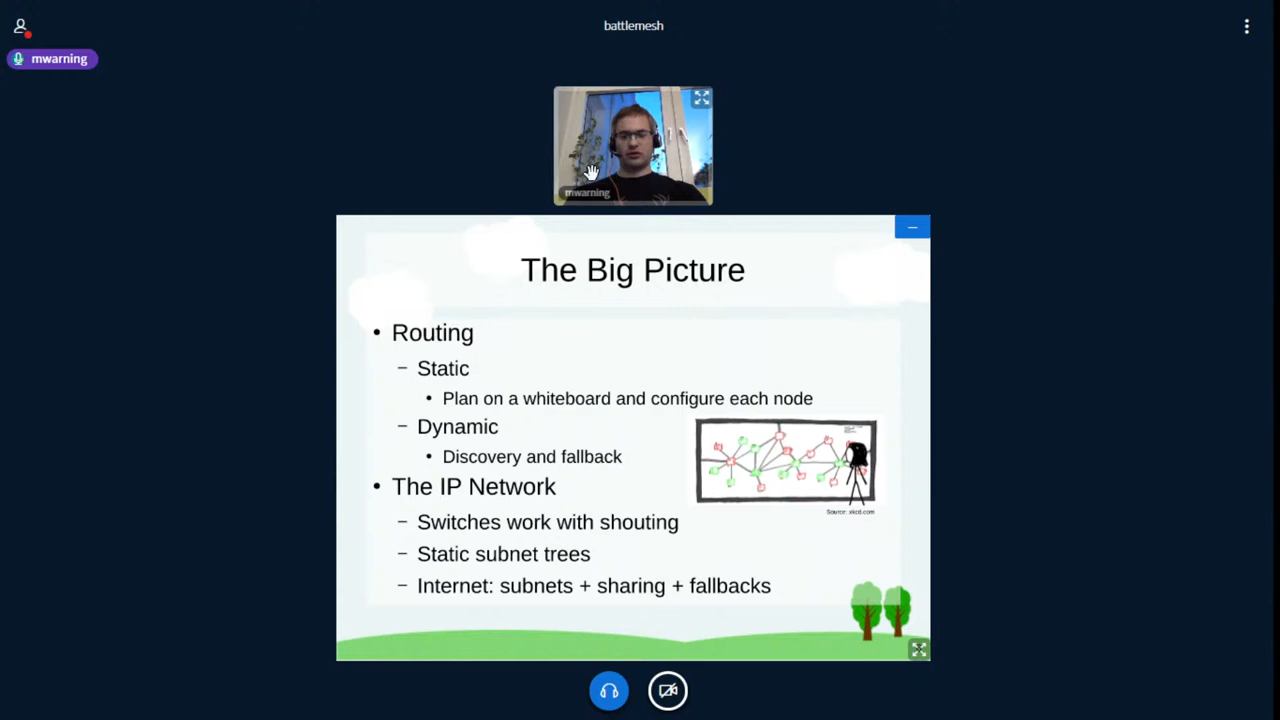 battlemesh
mwarning
mwarning
The Big Picture
• Routing
– Static
• Plan on a whiteboard and configure each node
– Dynamic
• Discovery and fallback
• The IP Network
– Switches work with shouting
– Static subnet trees
– Internet: subnets + sharing + fallbacks
Source: xkcd.com